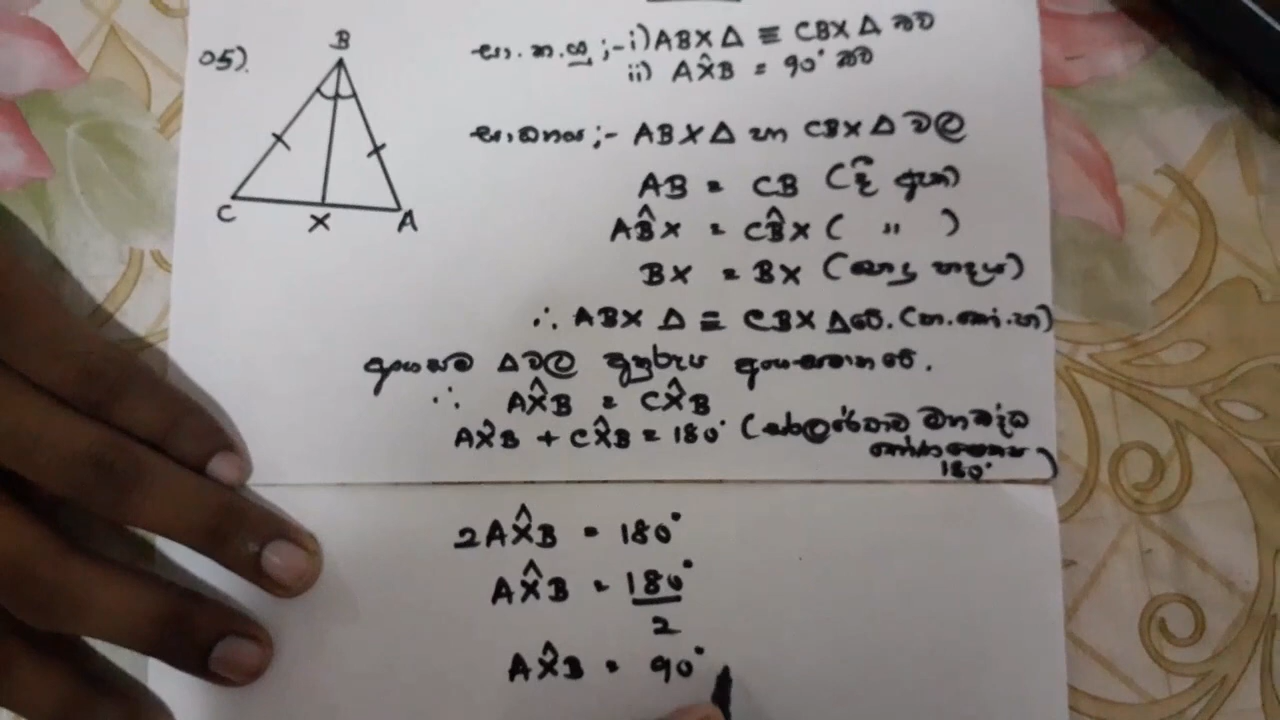 05).
B
C
X
A
සා.ක.යු ;- i) ABX Δ ≡ CBX Δ බව
ii) AX̂B = 90° බව
සාධනය ;- ABX Δ හා CBX Δ වල
AB = CB (දී ඇත)
AB̂X = CB̂X ( " )
BX = BX (පොදු පාදය)
∴ ABX Δ ≡ CBX Δ වේ. (පා.කෝ.පා)
අංගසම Δ වල අනුරූප අංග සමාන වේ.
∴ AX̂B = CX̂B
AX̂B + CX̂B = 180° (සරල රේඛාව මත බද්ධ
180° )
2AX̂B = 180°
AX̂B = 180°
2
AX̂B = 90°